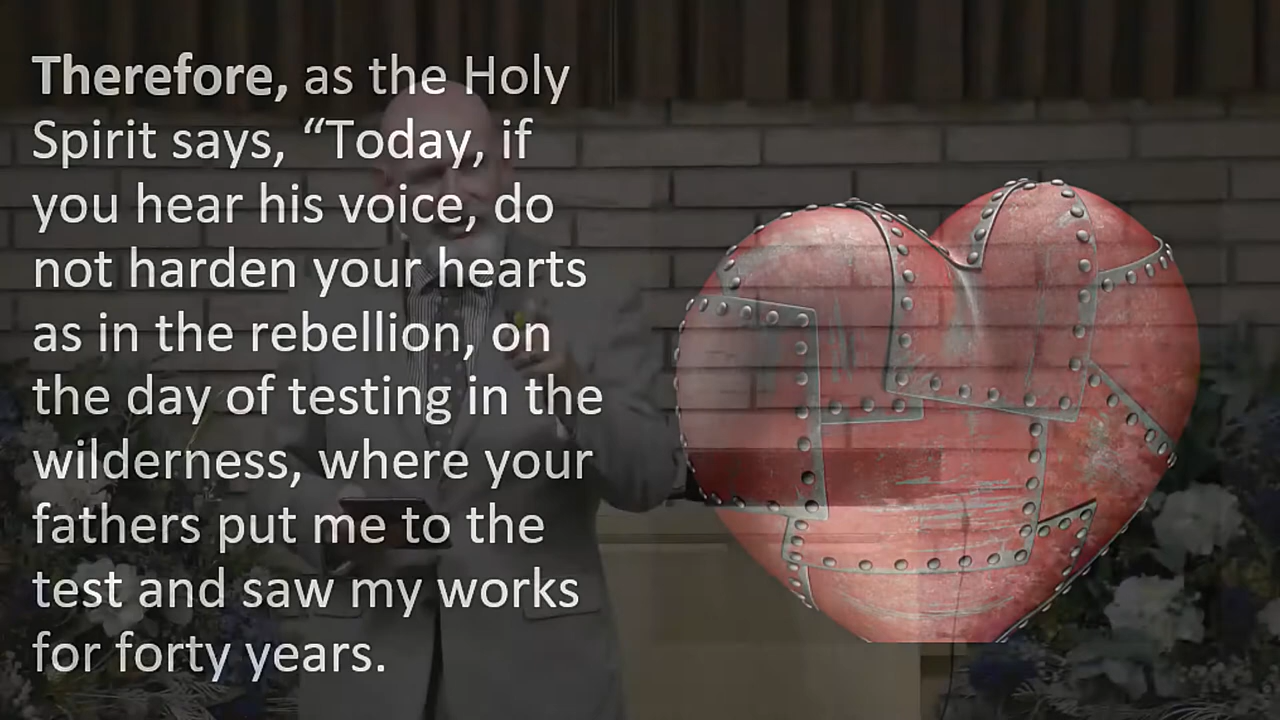 Therefore, as the Holy
Spirit says, “Today, if
you hear his voice, do
not harden your hearts
as in the rebellion, on
the day of testing in the
wilderness, where your
fathers put me to the
test and saw my works
for forty years.